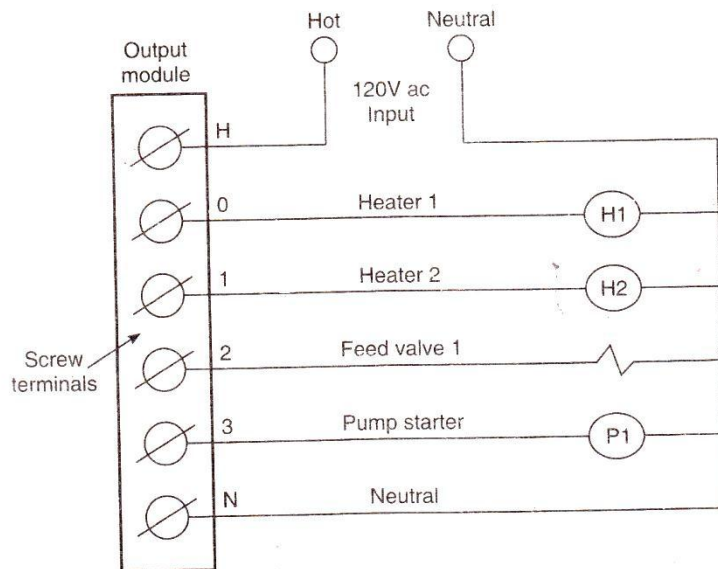 Hot
Neutral
Output
module
120V ac
Input
H
0
Heater 1
H1
1
Heater 2
H2
Screw
terminals
2
Feed valve 1
3
Pump starter
P1
N
Neutral